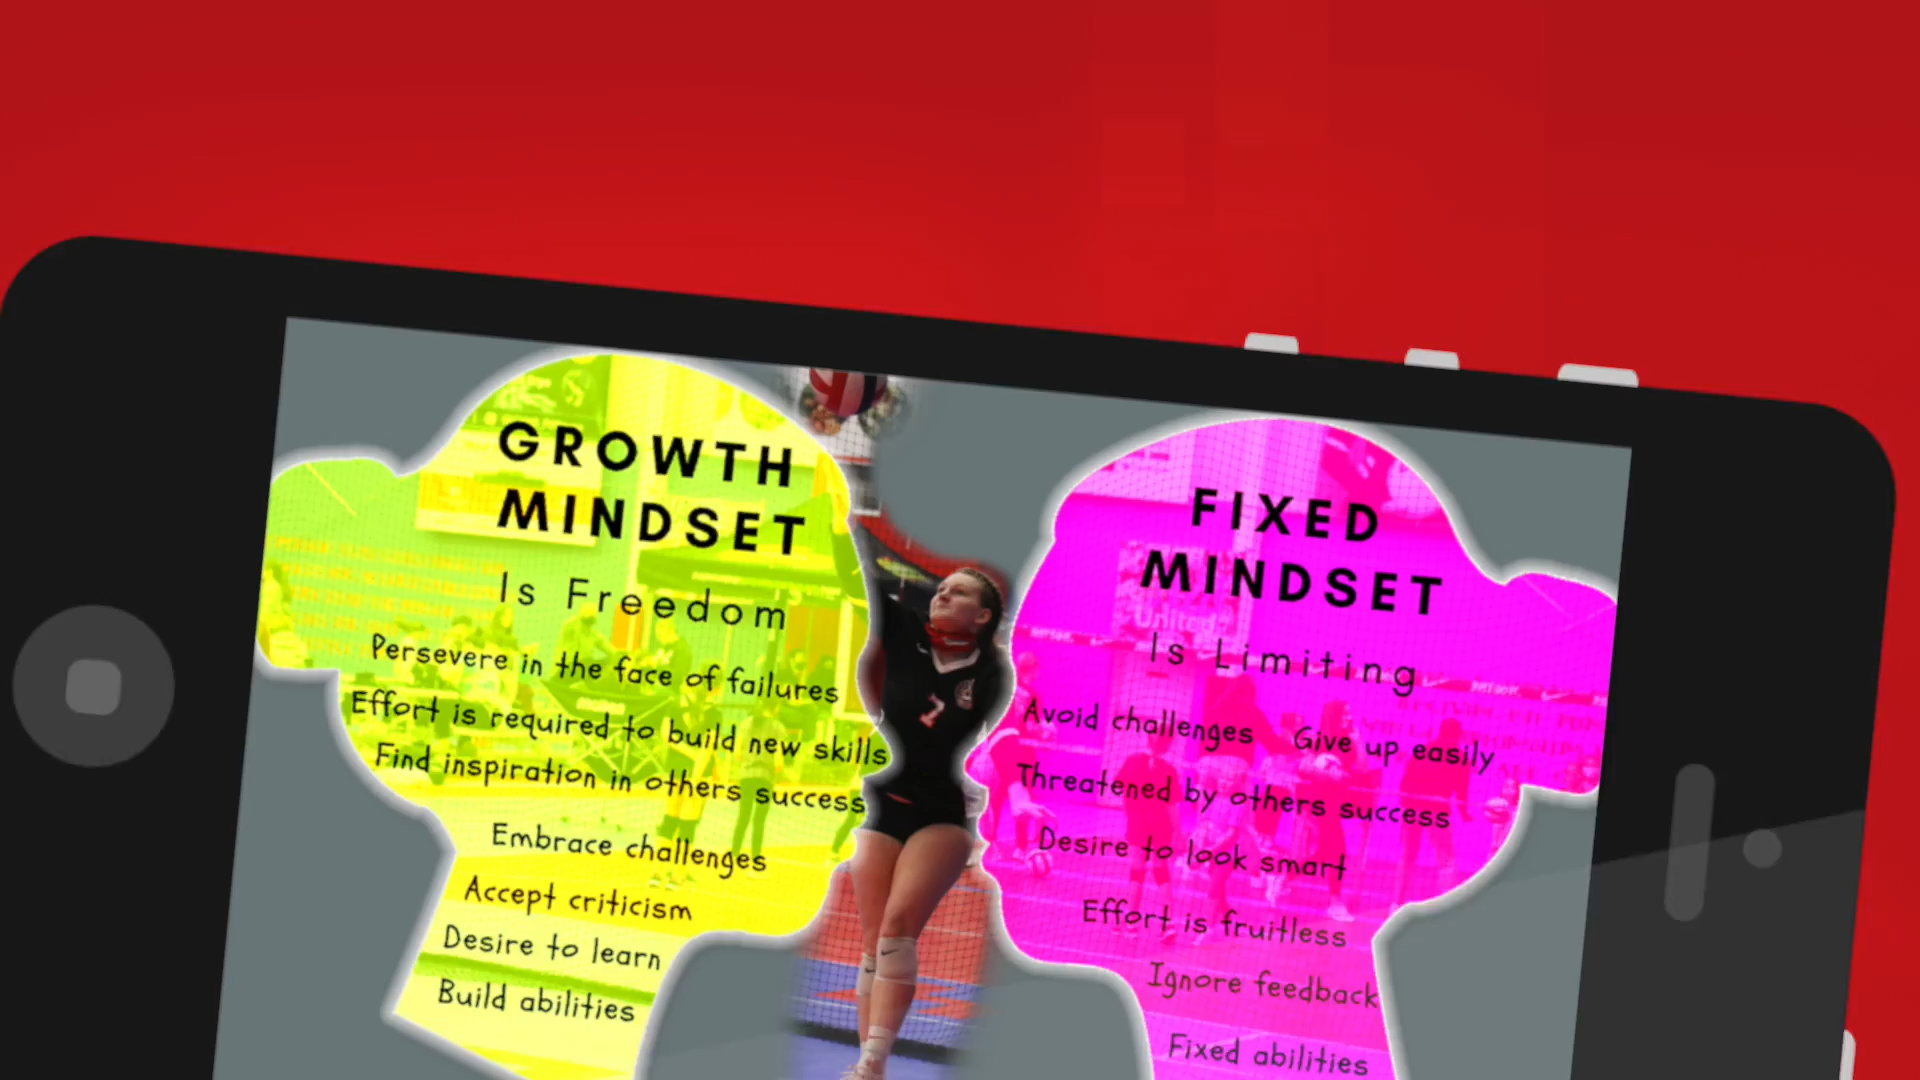 GROWTH
MINDSET
Is Freedom
Persevere in the face of failures
Effort is required to build new skills
Find inspiration in others success
Embrace challenges
Accept criticism
Desire to learn
Build abilities
7
FIXED
MINDSET
United
Is Limiting
Avoid challenges Give up easily
Threatened by others success
Desire to look smart
Effort is fruitless
Ignore feedback
Fixed abilities